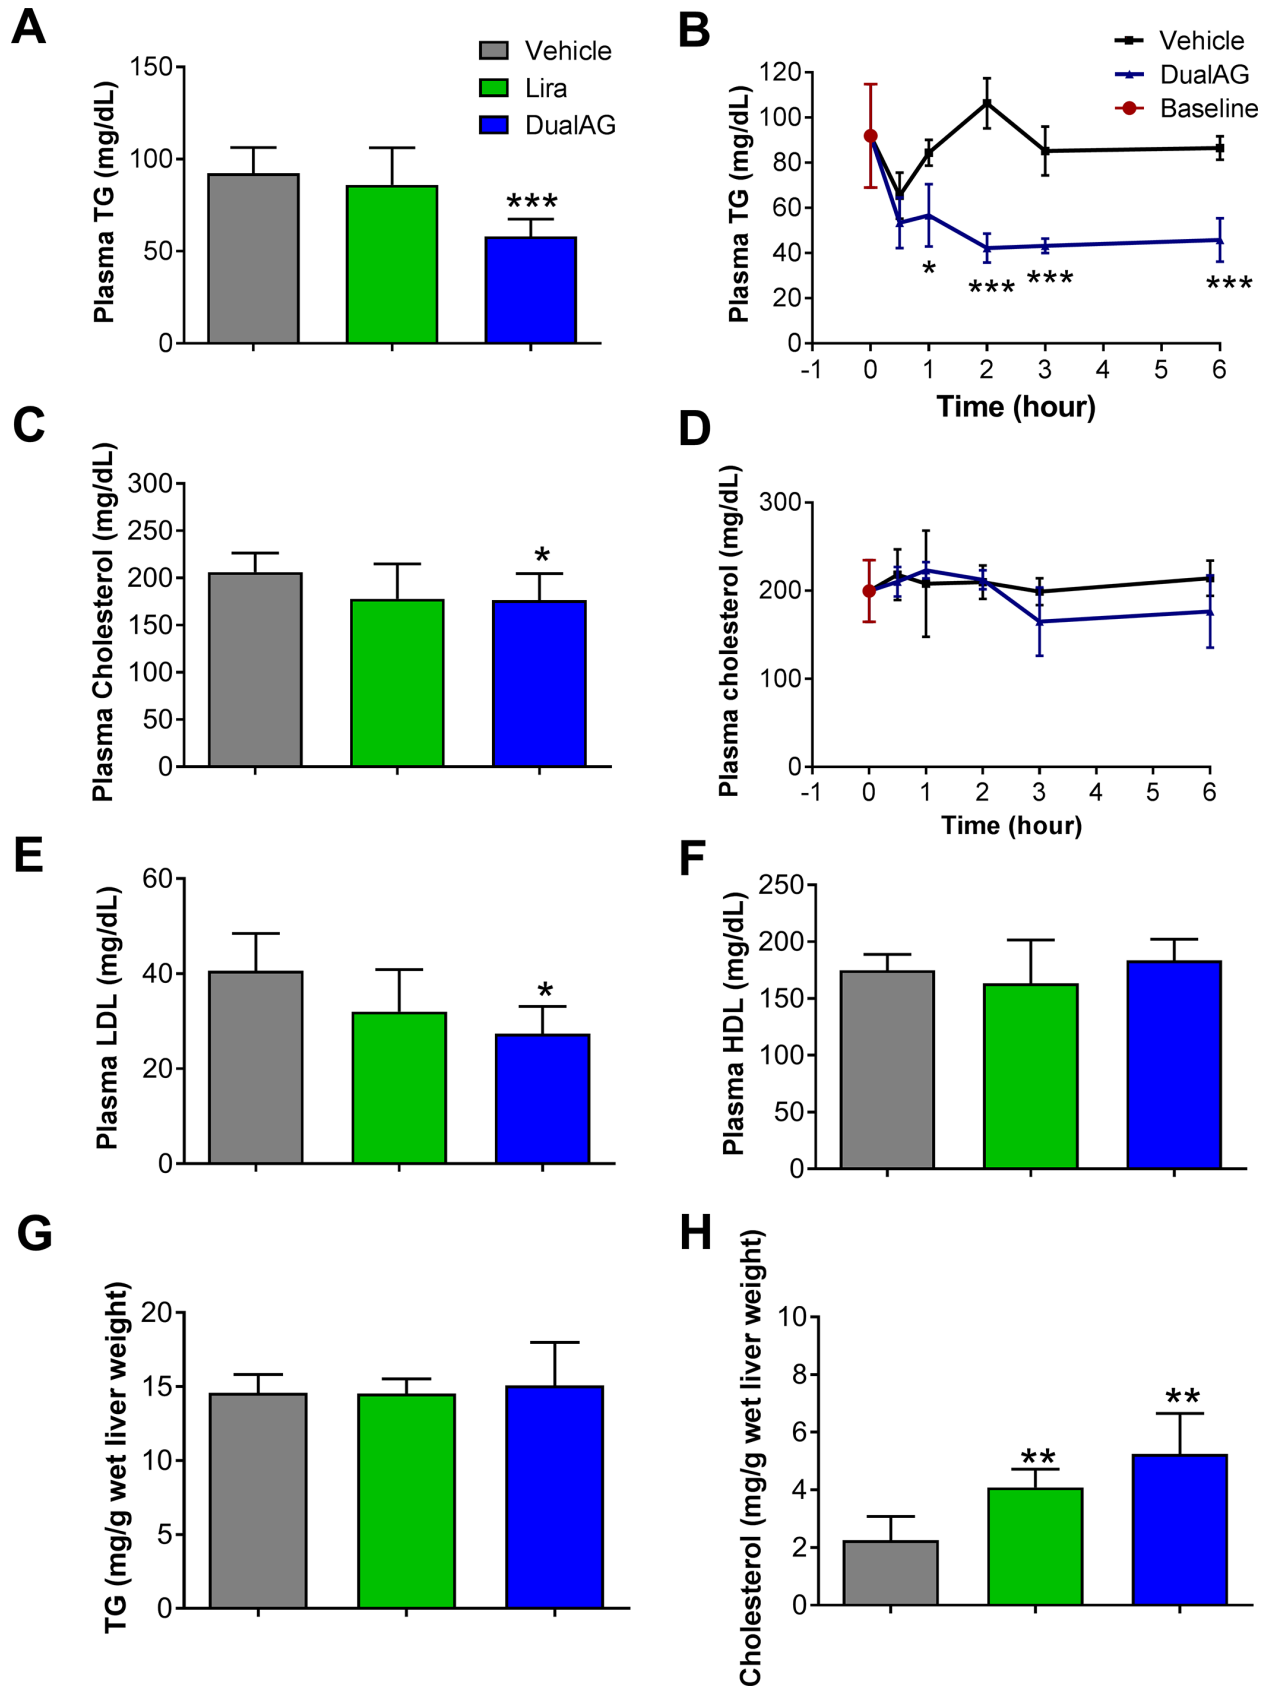 A
Vehicle
Lira
DualAG
Plasma TG (mg/dL)
150
100
50
0
***
B
Vehicle
DualAG
Baseline
Plasma TG (mg/dL)
120
100
80
60
40
20
0
*
***
***
***
-1 0 1 2 3 4 5 6
Time (hour)
C
Plasma Cholesterol (mg/dL)
300
250
200
150
100
50
0
*
D
Plasma cholesterol (mg/dL)
300
200
100
0
-1 0 1 2 3 4 5 6
Time (hour)
E
Plasma LDL (mg/dL)
60
40
20
0
*
F
Plasma HDL (mg/dL)
250
200
150
100
50
0
G
TG (mg/g wet liver weight)
20
15
10
5
0
H
Cholesterol (mg/g wet liver weight)
10
8
6
4
2
0
**
**